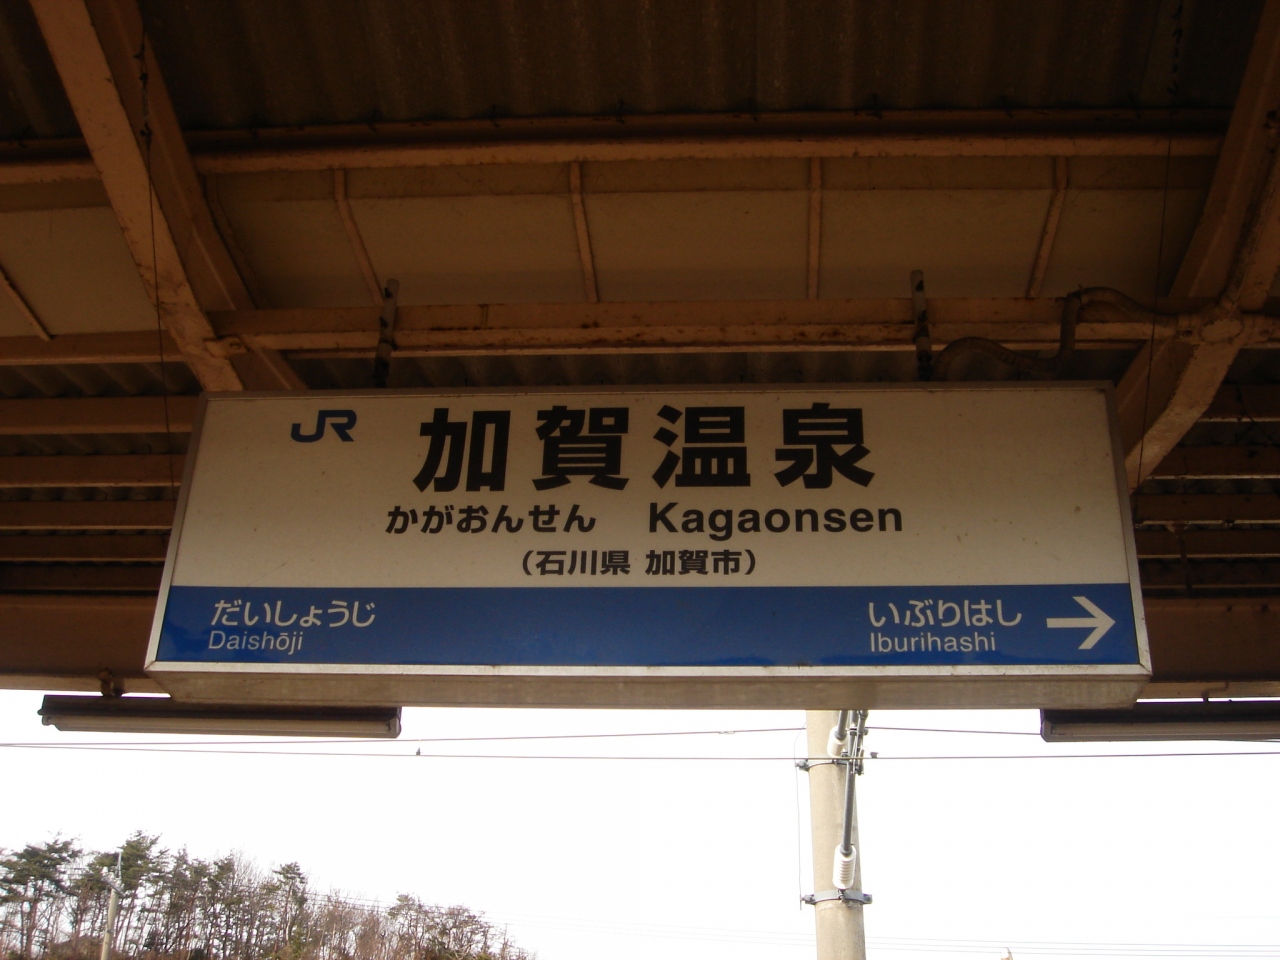 JR 加賀温泉
かがおんせん Kagaonsen
(石川県 加賀市)
だいしょうじ いぶりはし →
Daishōji Iburihashi